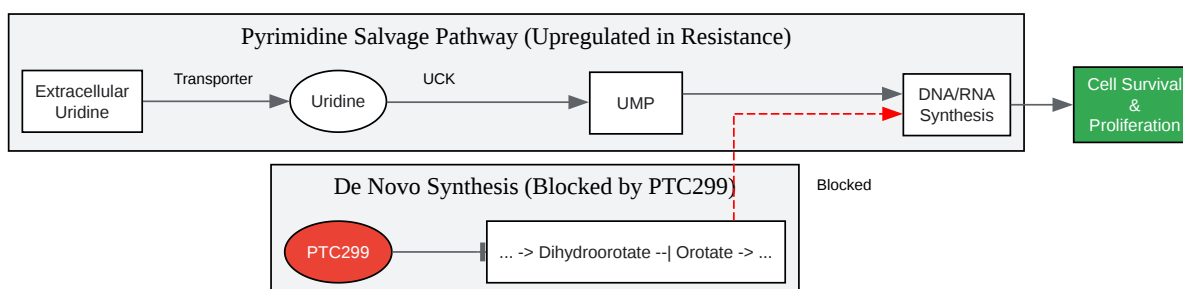 Pyrimidine Salvage Pathway (Upregulated in Resistance)
Extracellular
Uridine
Transporter
Uridine
UCK
UMP
DNA/RNA
Synthesis
Cell Survival
&
Proliferation
De Novo Synthesis (Blocked by PTC299)
Blocked
PTC299
... -> Dihydroorotate --| Orotate -> ...